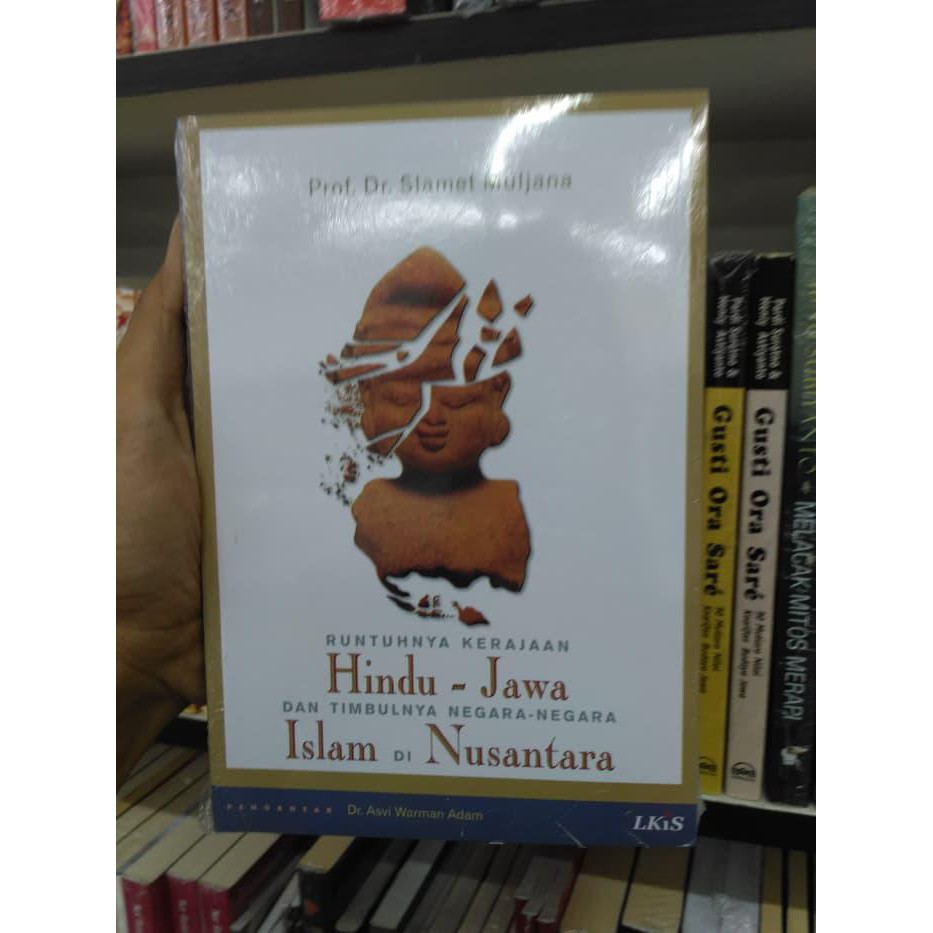 Prof. Dr. Slamet Muljana
RUNTUHNYA KERAJAAN
Hindu - Jawa
DAN TIMBULNYA NEGARA-NEGARA
Islam DI Nusantara
PENGANTAR Dr. Asvi Warman Adam
LKiS
Gusti Ora Saré
Gusti Ora Saré
MELACAK MITOS MERAPI